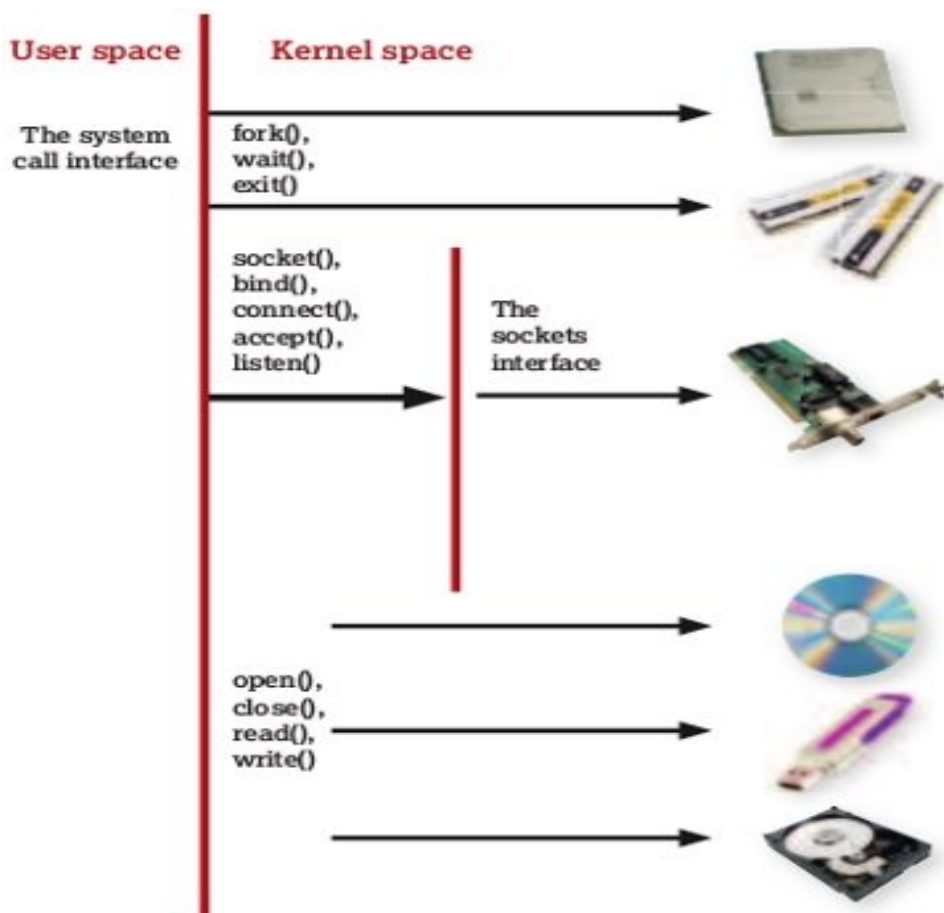 User space
Kernel space
The system
call interface
fork(),
wait(),
exit()
socket(),
bind(),
connect(),
accept(),
listen()
The
sockets
interface
open(),
close(),
read(),
write()